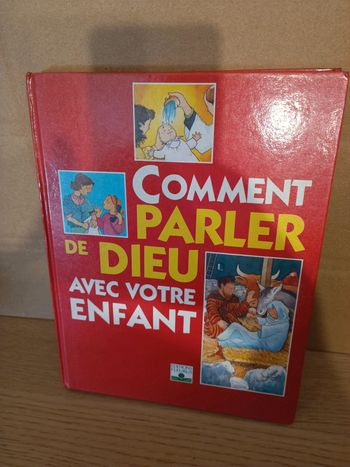 COMMENT
PARLER
DE DIEU
AVEC VOTRE
ENFANT